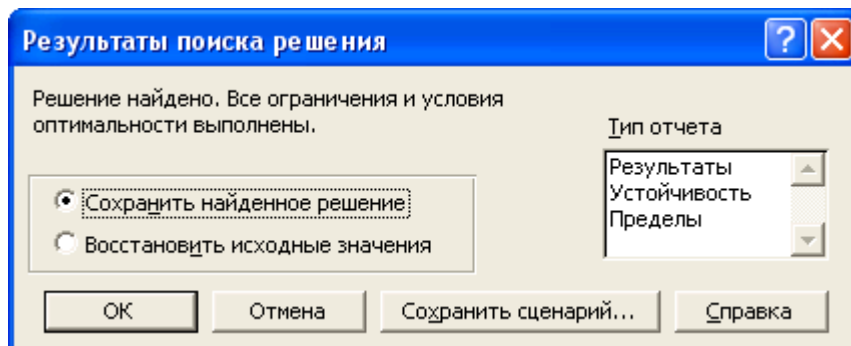 Результаты поиска решения
Решение найдено. Все ограничения и условия
оптимальности выполнены.
Тип отчета
Результаты
Устойчивость
Пределы
Сохранить найденное решение
Восстановить исходные значения
ОК
Отмена
Сохранить сценарий...
Справка